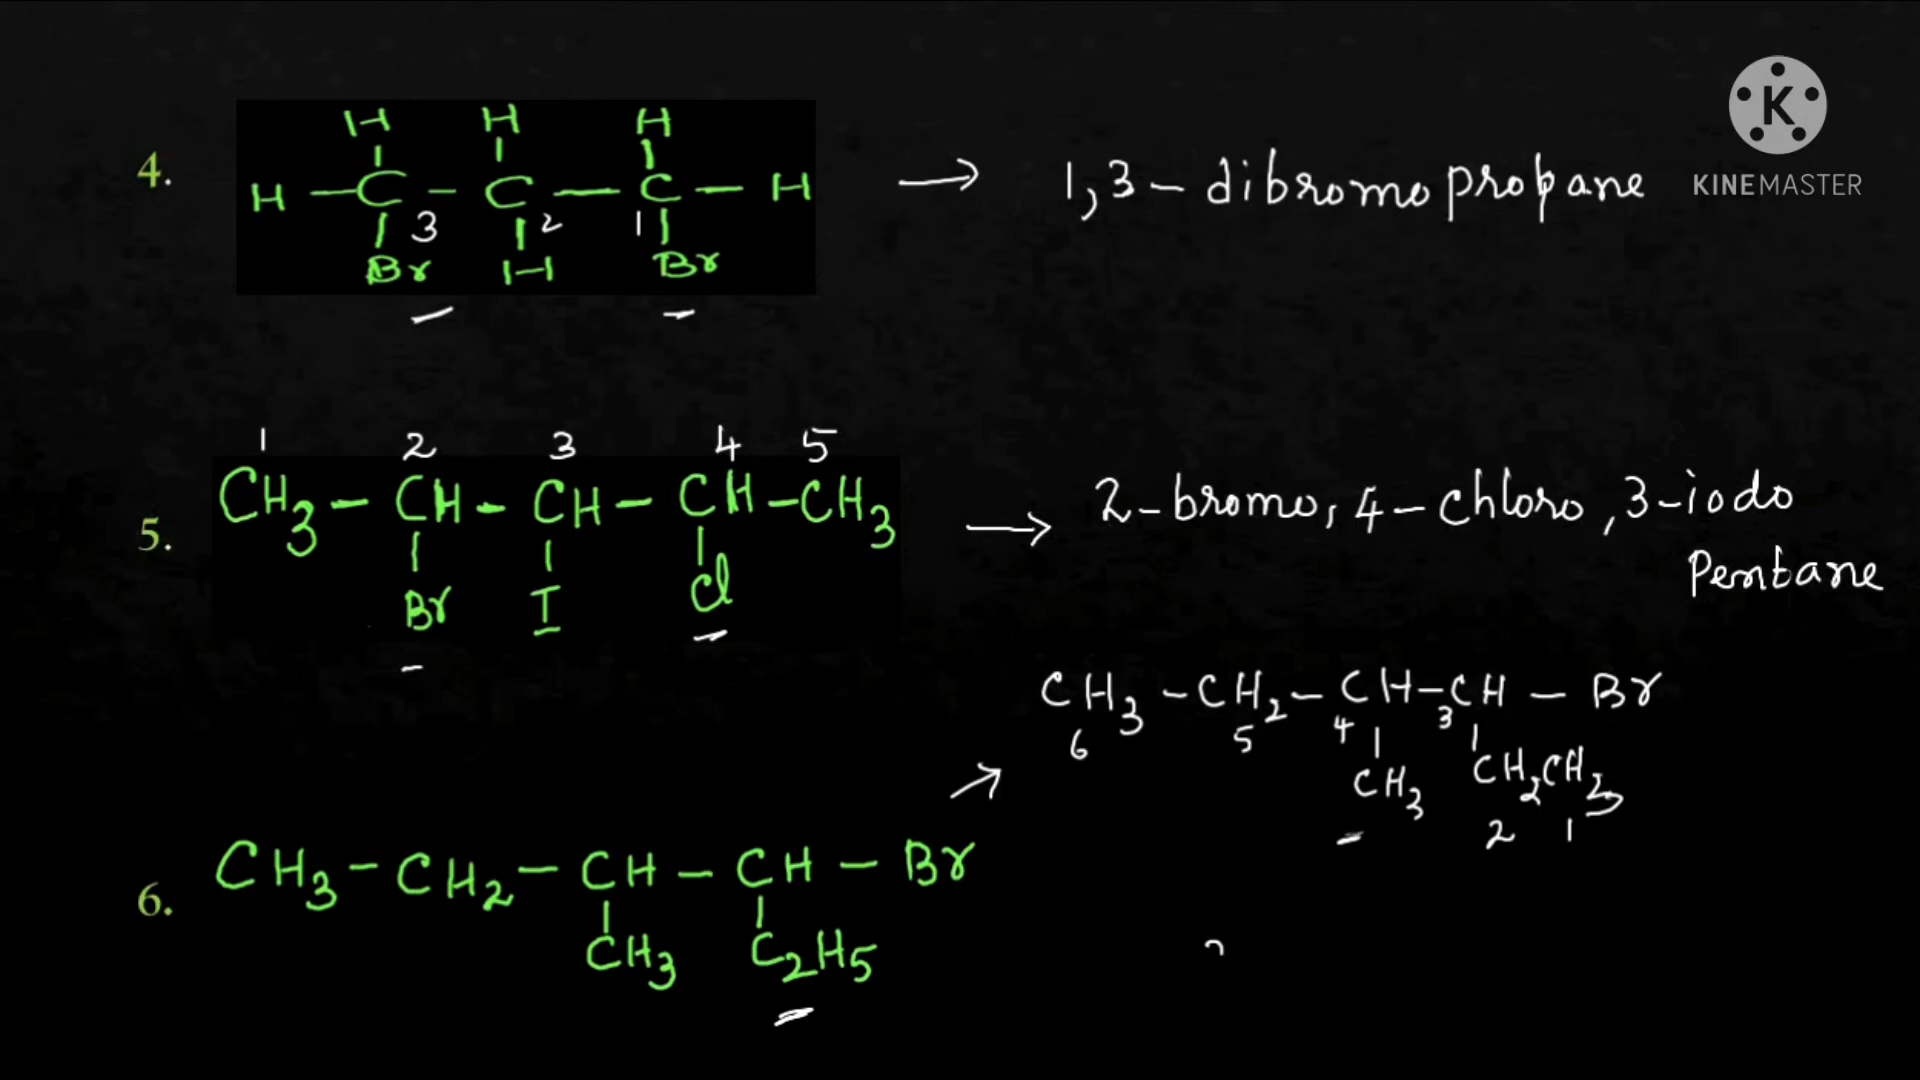 KINEMASTER
4.
H H H
H – C – C – C – H → 1,3 – dibromopropane
3 2 1
Br H Br
1 2 3 4 5
5. CH3 – CH – CH – CH – CH3 → 2-bromo, 4-chloro, 3-iodo
Br I Cl
Pentane
CH3 – CH2 – CH – CH – Br
6 5 4 3
CH3 CH2CH3
2 1
6. CH3 – CH2 – CH – CH – Br
CH3 C2H5